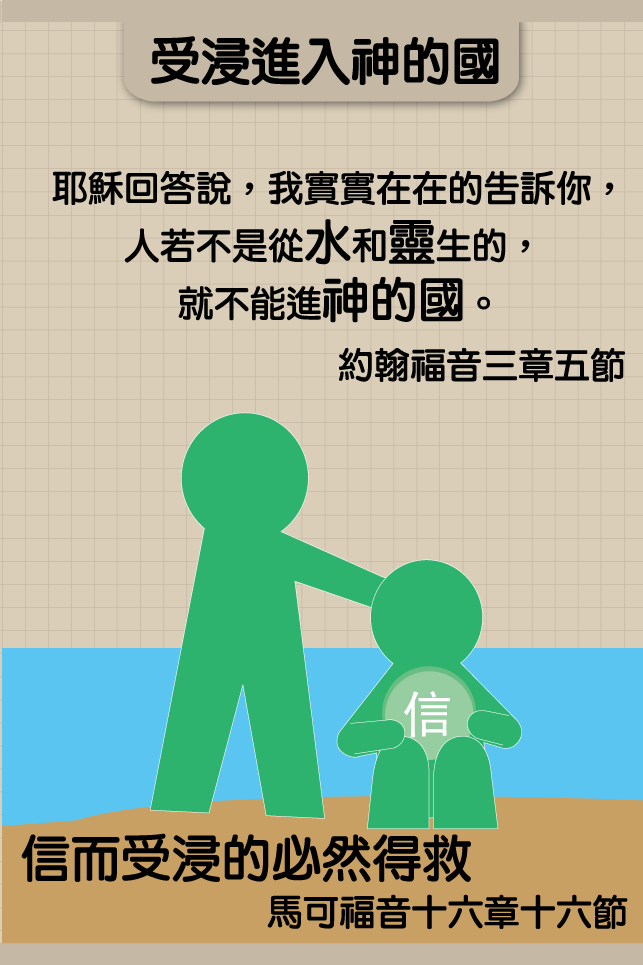 受浸進入神的國
耶穌回答說，我實實在在的告訴你，
人若不是從水和靈生的，
就不能進神的國。
約翰福音三章五節
信
信而受浸的必然得救
馬可福音十六章十六節